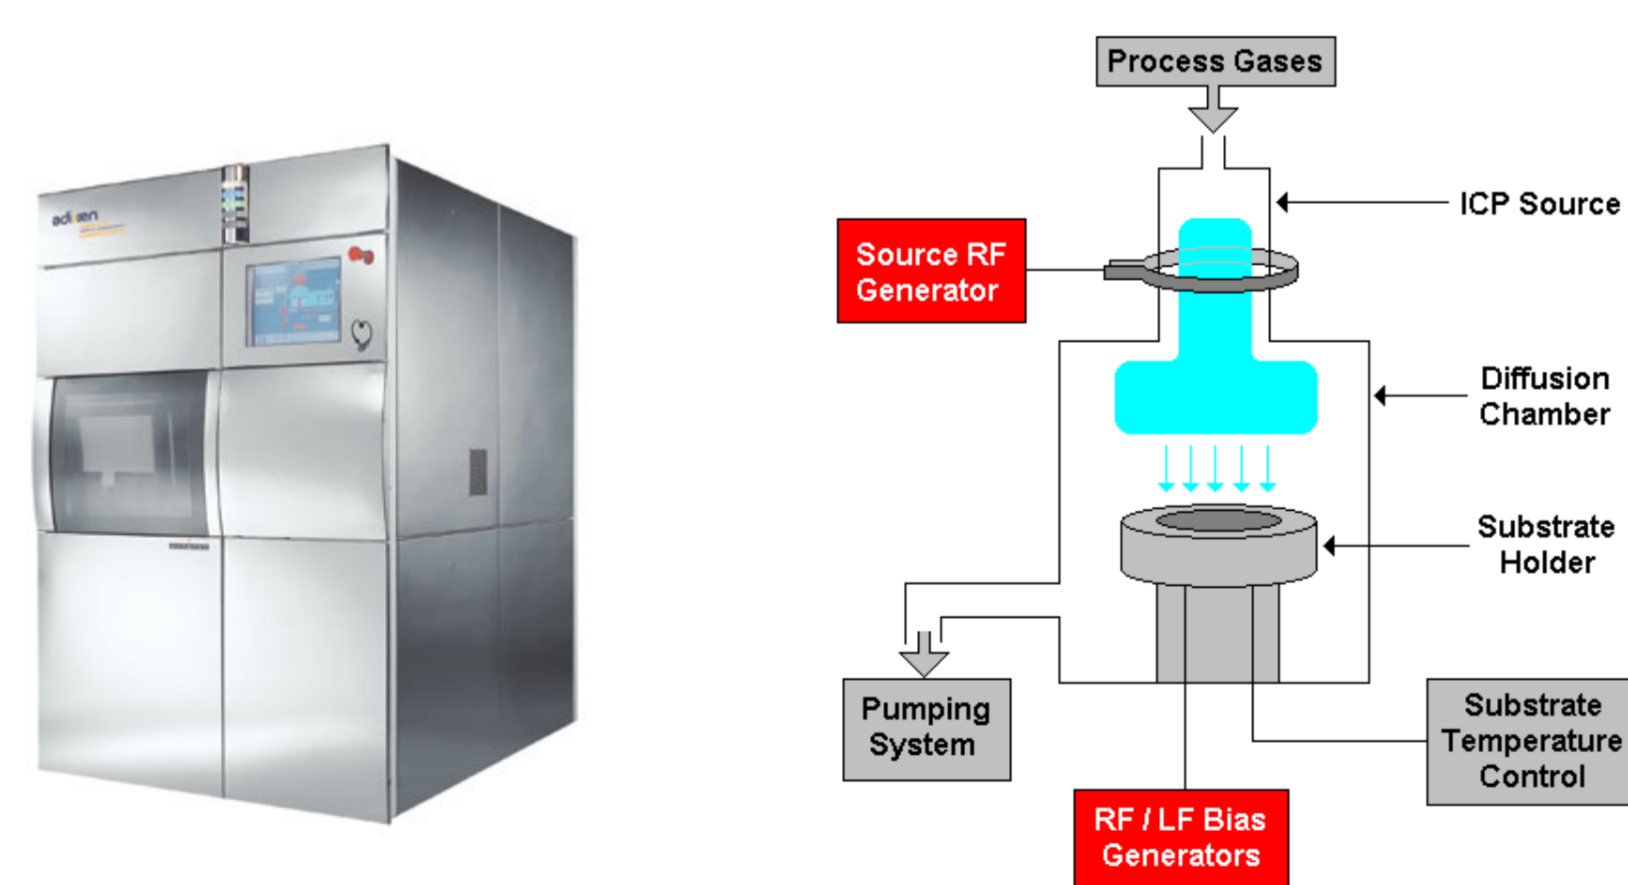 adixen
Process Gases
ICP Source
Source RF
Generator
Diffusion
Chamber
Substrate
Holder
Pumping
System
Substrate
Temperature
Control
RF / LF Bias
Generators